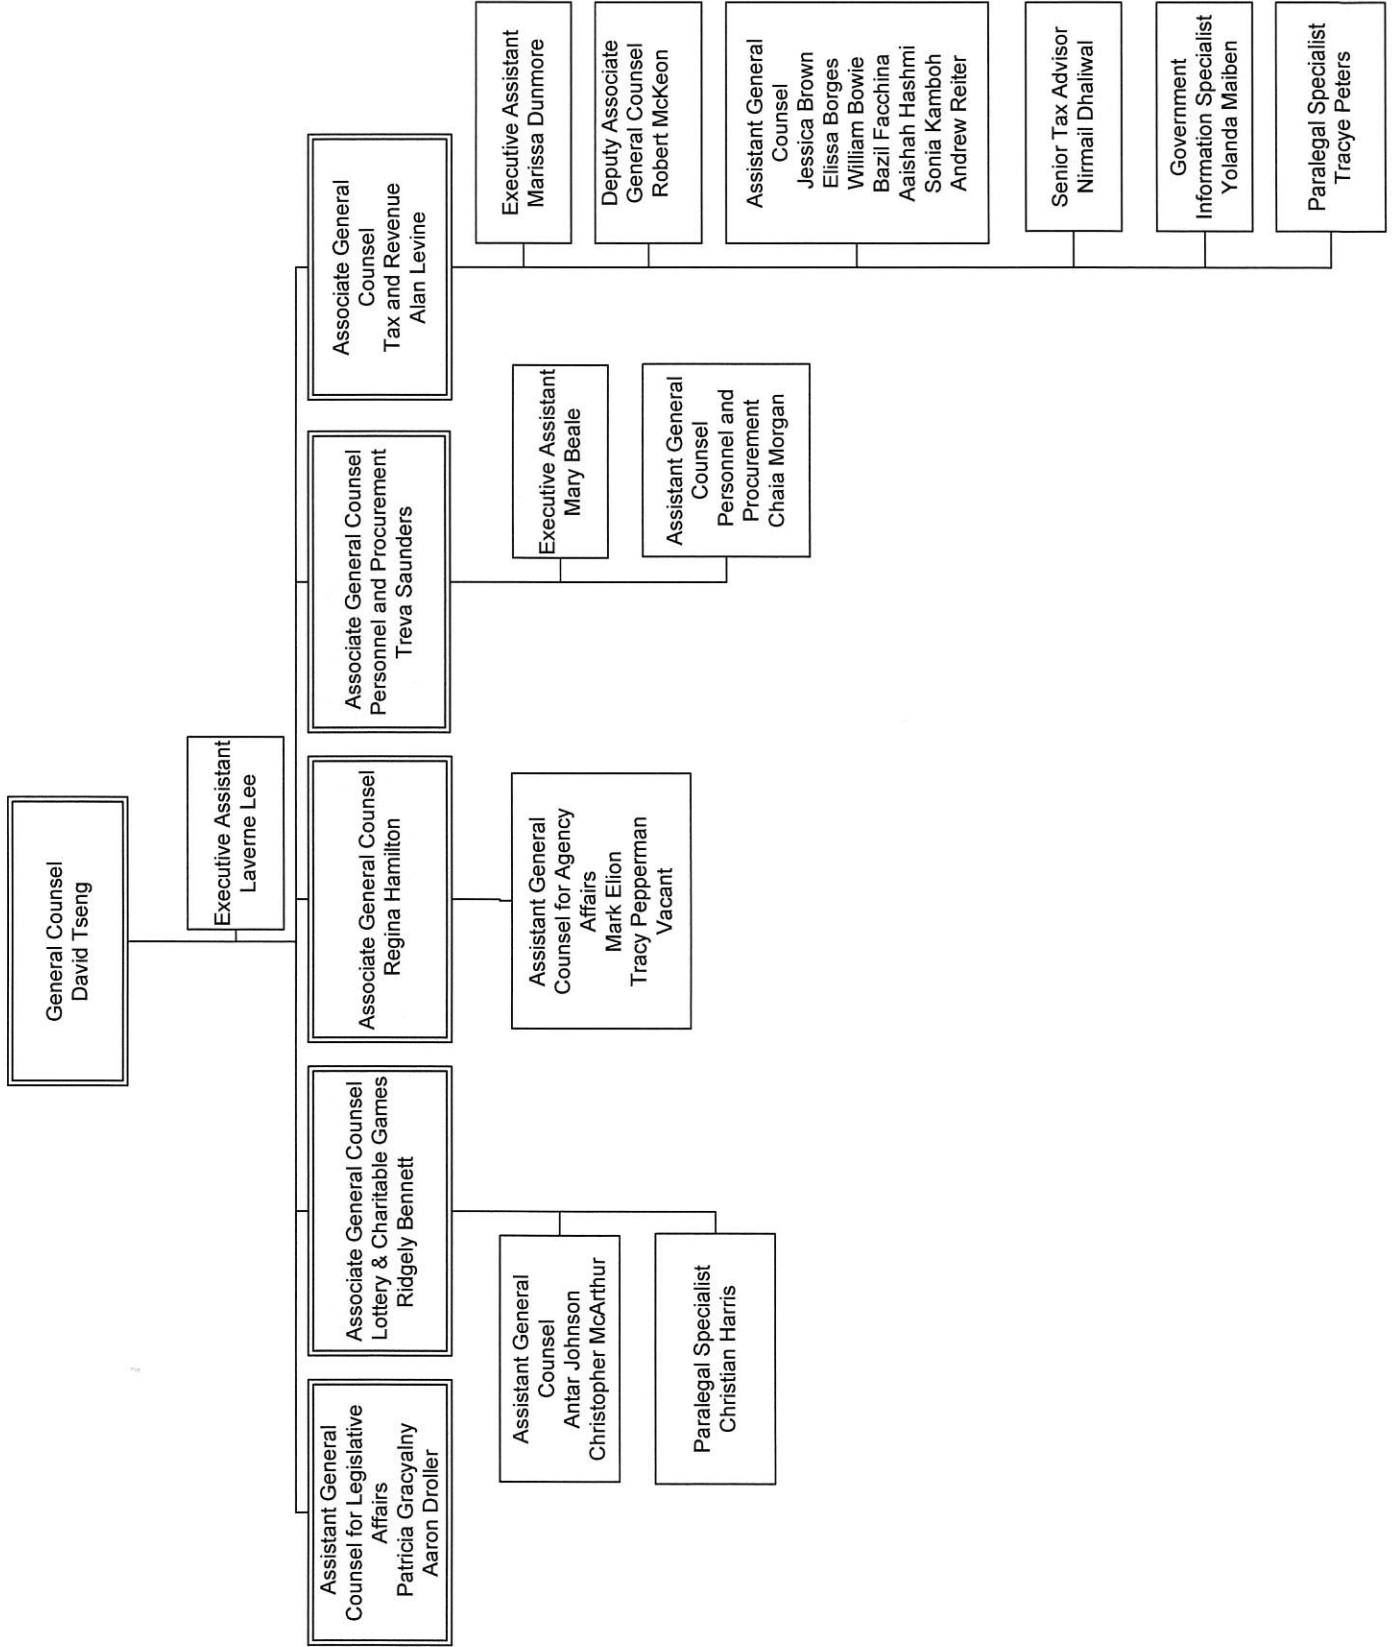 General Counsel
David Tseng
Executive Assistant
Laverne Lee
Assistant General
Counsel for Legislative
Affairs
Patricia Gracyalny
Aaron Droller
Associate General Counsel
Lottery & Charitable Games
Ridgely Bennett
Associate General Counsel
Regina Hamilton
Associate General Counsel
Personnel and Procurement
Treva Saunders
Associate General
Counsel
Tax and Revenue
Alan Levine
Assistant General
Counsel
Antar Johnson
Christopher McArthur
Paralegal Specialist
Christian Harris
Assistant General
Counsel for Agency
Affairs
Mark Elion
Tracy Pepperman
Vacant
Executive Assistant
Mary Beale
Assistant General
Counsel
Personnel and
Procurement
Chaia Morgan
Executive Assistant
Marissa Dunmore
Deputy Associate
General Counsel
Robert McKeon
Assistant General
Counsel
Jessica Brown
Elissa Borges
William Bowie
Bazil Facchina
Aaishah Hashmi
Sonia Kamboh
Andrew Reiter
Senior Tax Advisor
Nirmail Dhaliwal
Government
Information Specialist
Yolanda Maiben
Paralegal Specialist
Tracye Peters